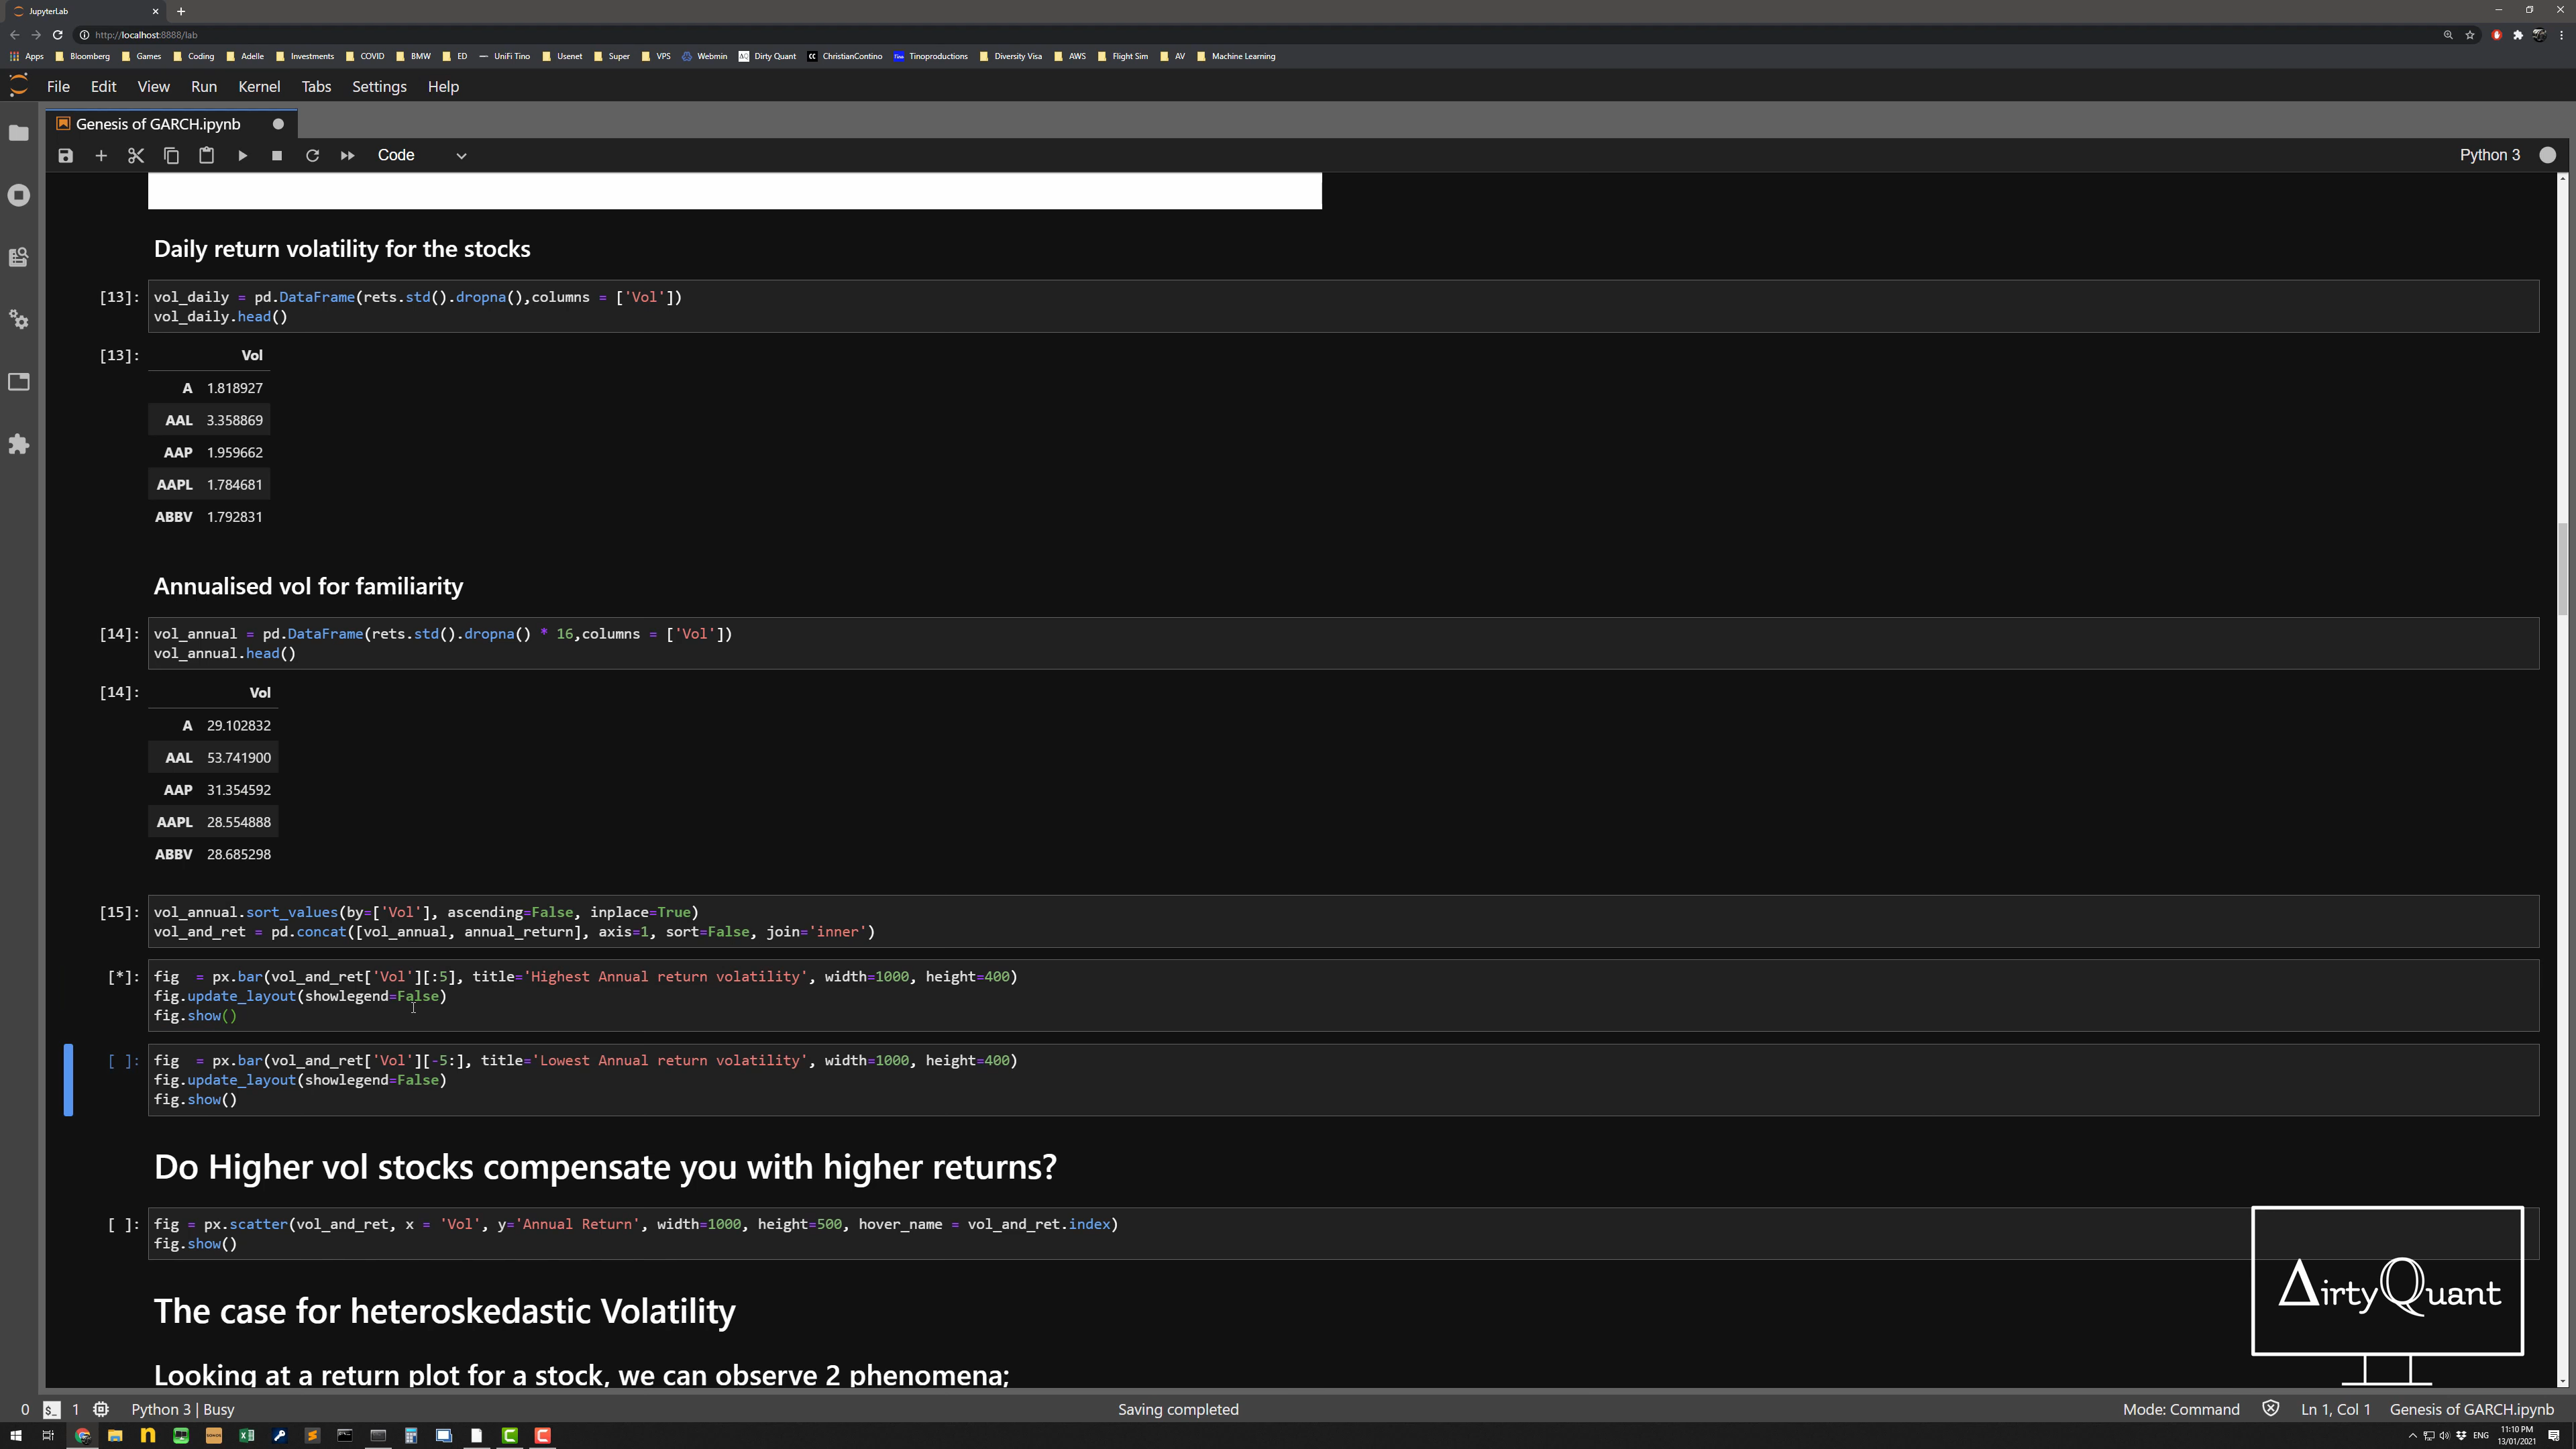 JupyterLab
http://localhost:8888/lab
Apps Bloomberg Games Coding Adelle Investments COVID BMW ED UniFi Tino Usenet Super VPS Webmin Dirty Quant ChristianContino Tinoproductions Diversity Visa AWS Flight Sim AV Machine Learning
File Edit View Run Kernel Tabs Settings Help
Genesis of GARCH.ipynb
Code
Python 3
Daily return volatility for the stocks
[13]: vol_daily = pd.DataFrame(rets.std().dropna(),columns = ['Vol'])
vol_daily.head()
[13]: Vol
A 1.818927
AAL 3.358869
AAP 1.959662
AAPL 1.784681
ABBV 1.792831
Annualised vol for familiarity
[14]: vol_annual = pd.DataFrame(rets.std().dropna() * 16,columns = ['Vol'])
vol_annual.head()
[14]: Vol
A 29.102832
AAL 53.741900
AAP 31.354592
AAPL 28.554888
ABBV 28.685298
[15]: vol_annual.sort_values(by=['Vol'], ascending=False, inplace=True)
vol_and_ret = pd.concat([vol_annual, annual_return], axis=1, sort=False, join='inner')
[*]: fig  = px.bar(vol_and_ret['Vol'][:5], title='Highest Annual return volatility', width=1000, height=400)
fig.update_layout(showlegend=False)
fig.show()
[ ]: fig  = px.bar(vol_and_ret['Vol'][-5:], title='Lowest Annual return volatility', width=1000, height=400)
fig.update_layout(showlegend=False)
fig.show()
Do Higher vol stocks compensate you with higher returns?
[ ]: fig = px.scatter(vol_and_ret, x = 'Vol', y='Annual Return', width=1000, height=500, hover_name = vol_and_ret.index)
fig.show()
ΔirtyQuant
The case for heteroskedastic Volatility
Looking at a return plot for a stock, we can observe 2 phenomena;
0 $_ 1 Python 3 | Busy Saving completed Mode: Command Ln 1, Col 1 Genesis of GARCH.ipynb
ENG 11:10 PM
13/01/2021